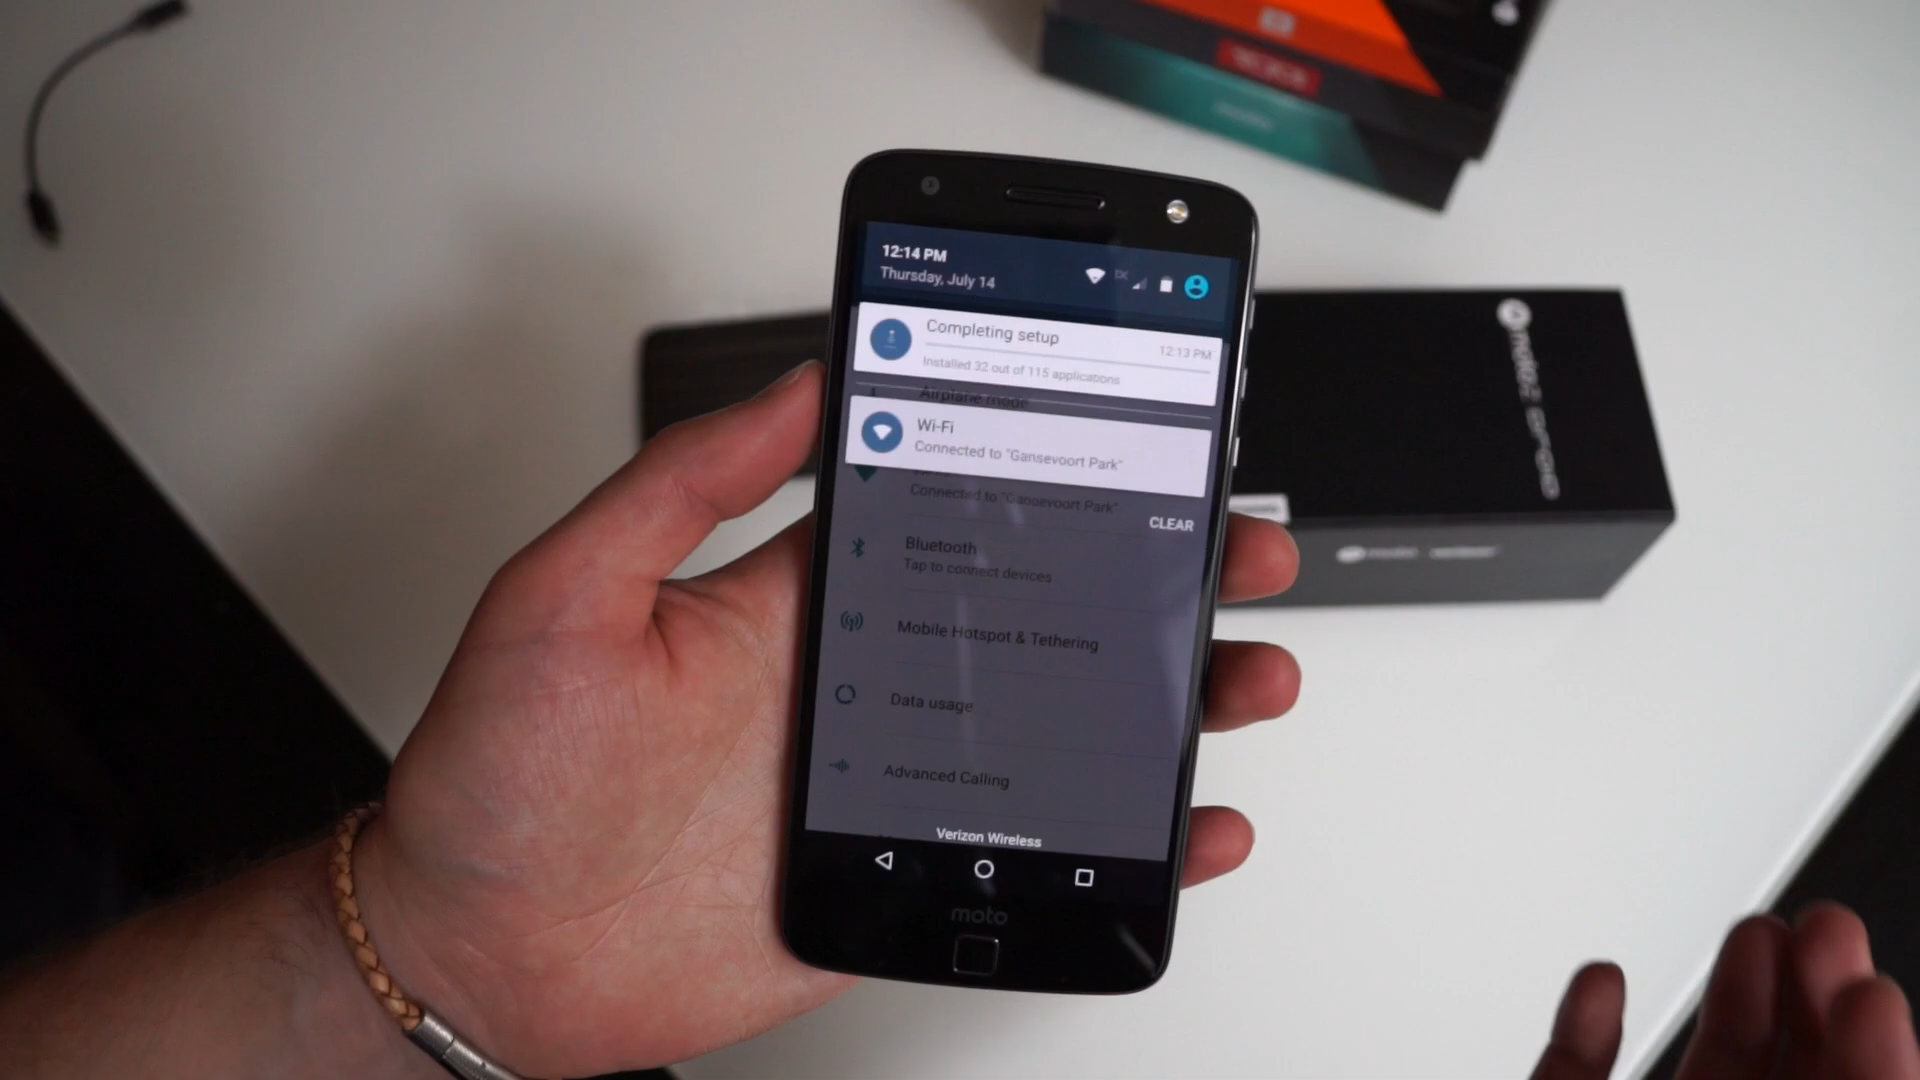 12:14 PM
Thursday, July 14
Completing setup
12:13 PM
Installed 32 out of 115 applications
Airplane mode
Wi-Fi
Connected to "Gansevoort Park"
Connected to "Gansevoort Park"
CLEAR
Bluetooth
Tap to connect devices
Mobile Hotspot & Tethering
Data usage
Advanced Calling
Verizon Wireless
moto
moto z droid